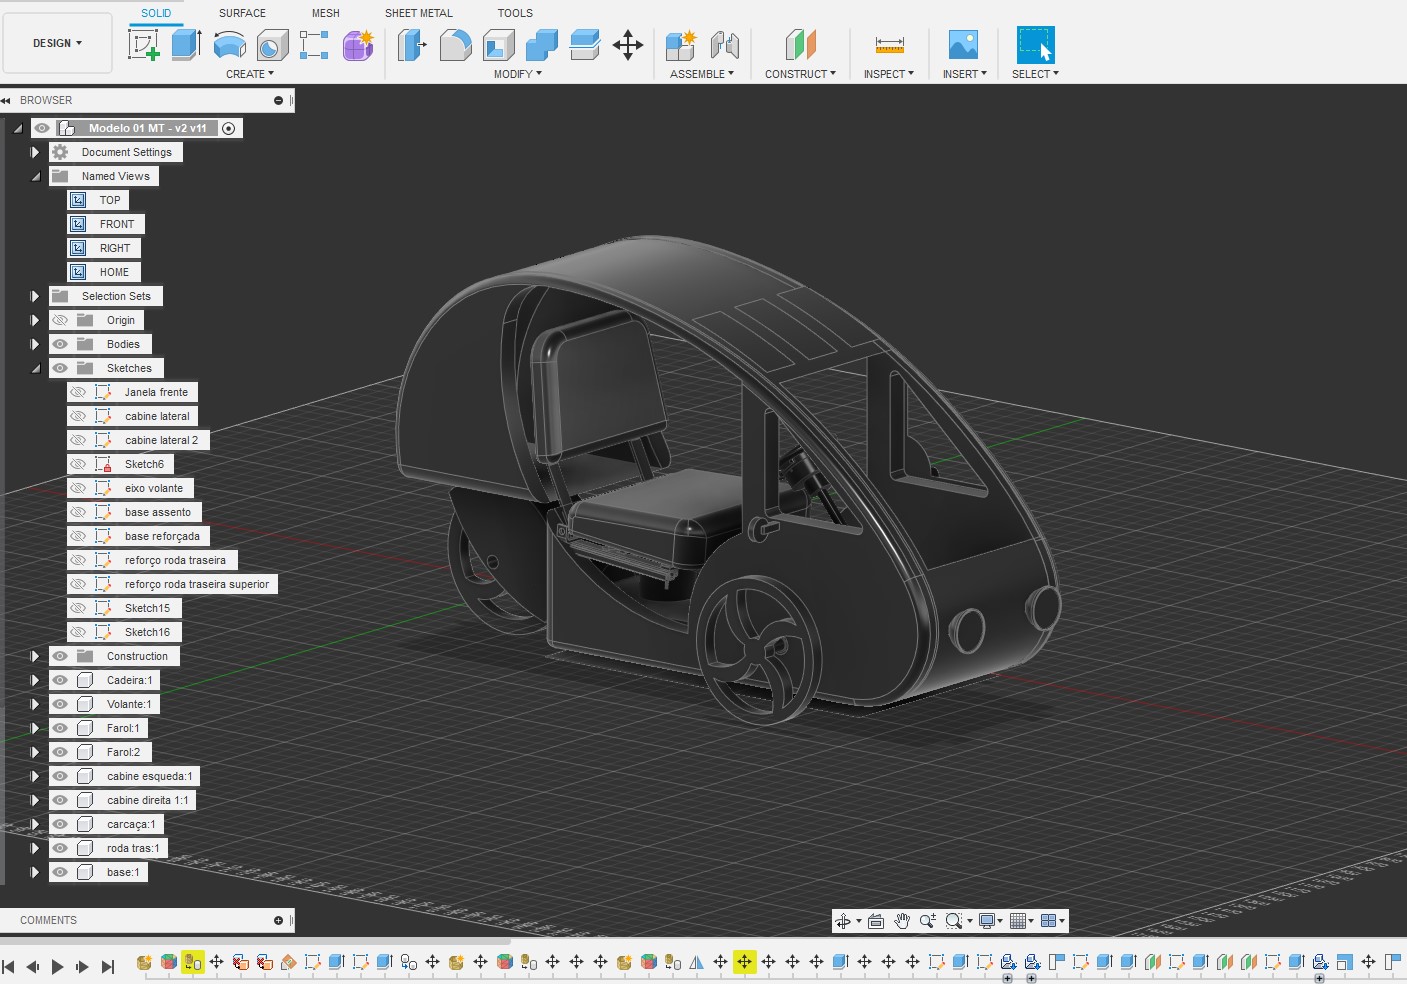 SOLID SURFACE MESH SHEET METAL TOOLS
DESIGN
CREATE MODIFY ASSEMBLE CONSTRUCT INSPECT INSERT SELECT
BROWSER
Modelo 01 MT - v2 v11
Document Settings
Named Views
TOP
FRONT
RIGHT
HOME
Selection Sets
Origin
Bodies
Sketches
Janela frente
cabine lateral
cabine lateral 2
Sketch6
eixo volante
base assento
base reforçada
reforço roda traseira
reforço roda traseira superior
Sketch15
Sketch16
Construction
Cadeira:1
Volante:1
Farol:1
Farol:2
cabine esqueda:1
cabine direita 1:1
carcaça:1
roda tras:1
base:1
COMMENTS